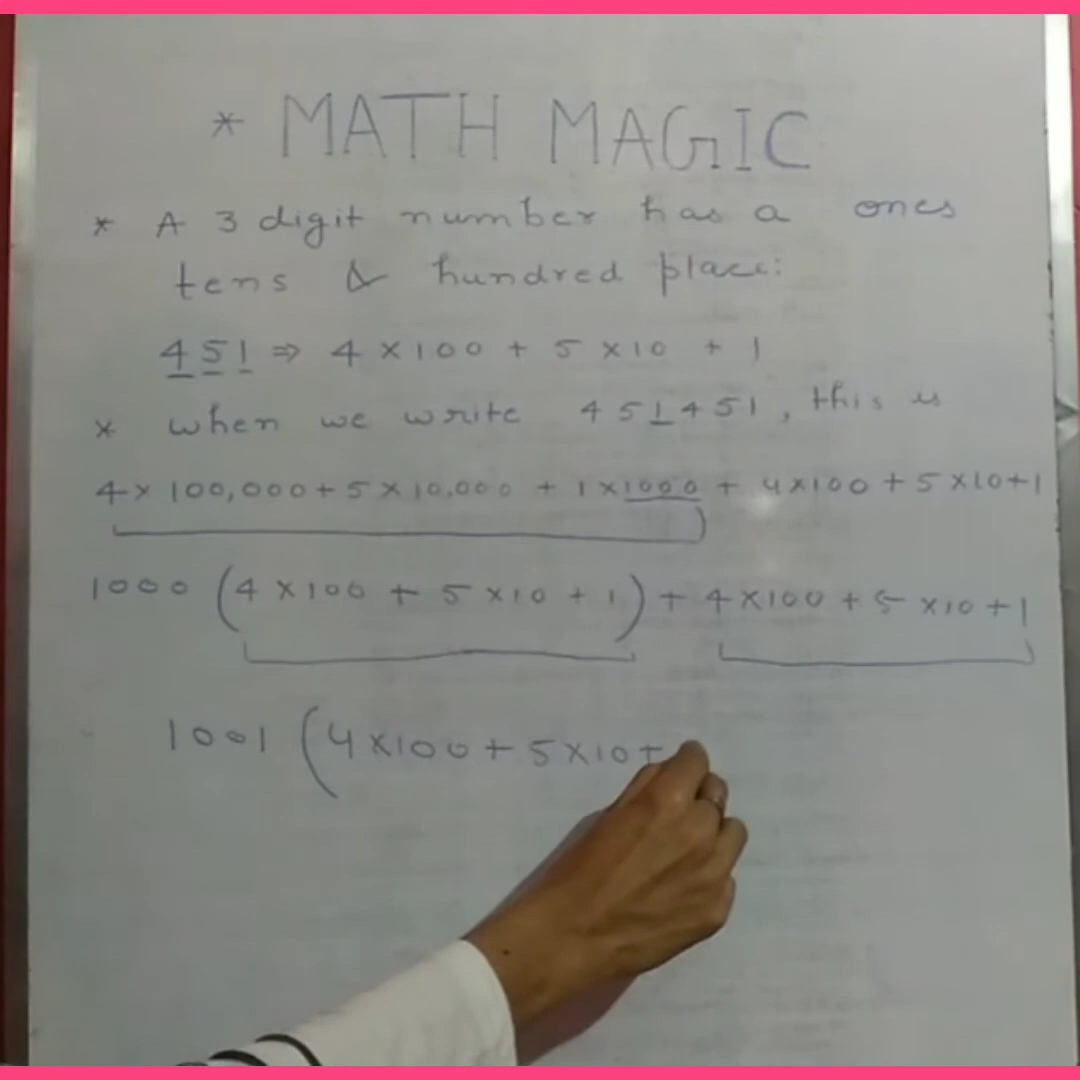 * MATH MAGIC
* A 3 digit number has a ones
tens & hundred place:
451 ⇒ 4 × 100 + 5 × 10 + 1
* when we write 451451, this is
4 × 100,000 + 5 × 10,000 + 1 × 1000 + 4 × 100 + 5 × 10 + 1
1000 (4 × 100 + 5 × 10 + 1) + 4 × 100 + 5 × 10 + 1
1001 (4 × 100 + 5 × 10 +